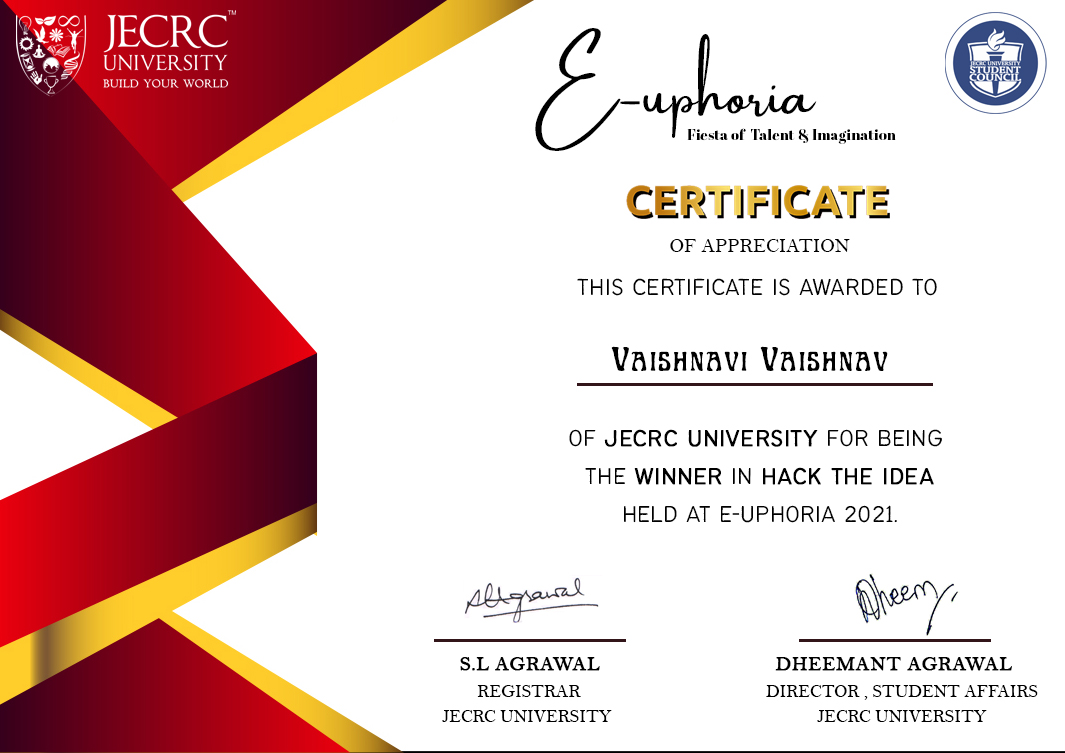 JECRC™
UNIVERSITY
BUILD YOUR WORLD
E-uphoria
Fiesta of Talent & Imagination
JECRC UNIVERSITY
STUDENT
COUNCIL
CERTIFICATE
OF APPRECIATION
THIS CERTIFICATE IS AWARDED TO
VAISHNAVI VAISHNAV
OF JECRC UNIVERSITY FOR BEING
THE WINNER IN HACK THE IDEA
HELD AT E-UPHORIA 2021.
S.L AGRAWAL
REGISTRAR
JECRC UNIVERSITY
DHEEMANT AGRAWAL
DIRECTOR , STUDENT AFFAIRS
JECRC UNIVERSITY